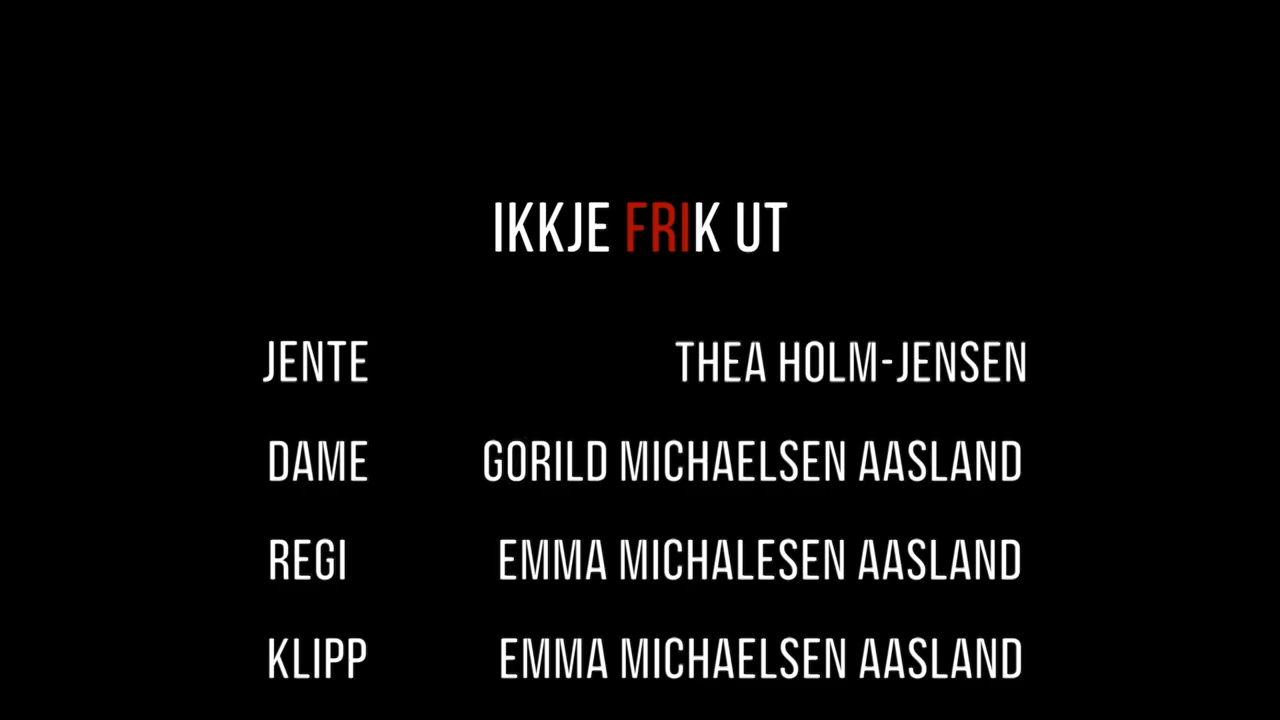 IKKJE FRIK UT
JENTE THEA HOLM-JENSEN
DAME GORILD MICHAELSEN AASLAND
REGI EMMA MICHALESEN AASLAND
KLIPP EMMA MICHAELSEN AASLAND